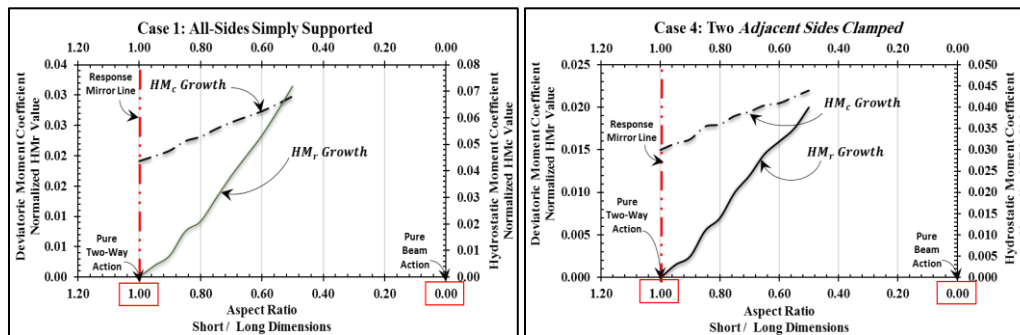 Case 1: All-Sides Simply Supported
1.20 1.00 0.80 0.60 0.40 0.20 0.00
0.04
0.03
0.03
0.02
0.02
0.01
0.01
0.00
0.08
0.07
0.06
0.05
0.04
0.03
0.02
0.01
0.00
Deviatoric Moment Coefficient
Normalized HMr Value
Hydrostatic Moment Coefficient
Normalized HMc Value
Response
Mirror Line
HMc Growth
HMr Growth
Pure
Two-Way
Action
Pure
Beam
Action
1.20 1.00 0.80 0.60 0.40 0.20 0.00
Aspect Ratio
Short / Long Dimensions
Case 4: Two Adjacent Sides Clamped
1.20 1.00 0.80 0.60 0.40 0.20 0.00
0.025
0.020
0.015
0.010
0.005
0.000
0.050
0.045
0.040
0.035
0.030
0.025
0.020
0.015
0.010
0.005
0.000
Deviatoric Moment Coefficient
Normalized HMr Value
Hydrostatic Moment Coefficient
Response
Mirror Line
HMc Growth
HMr Growth
Pure
Two-Way
Action
Pure
Beam
Action
1.20 1.00 0.80 0.60 0.40 0.20 0.00
Aspect Ratio
Short / Long Dimensions